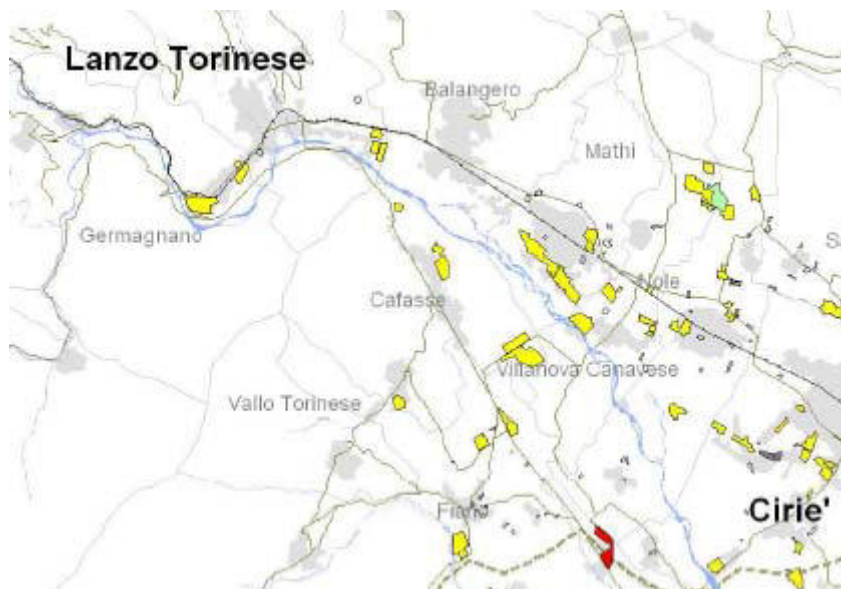 Lanzo Torinese
Balangero
Mathi
Germagnano
Nole
Cafasse
Villanova Canavese
Vallo Torinese
Fiano
Cirie'